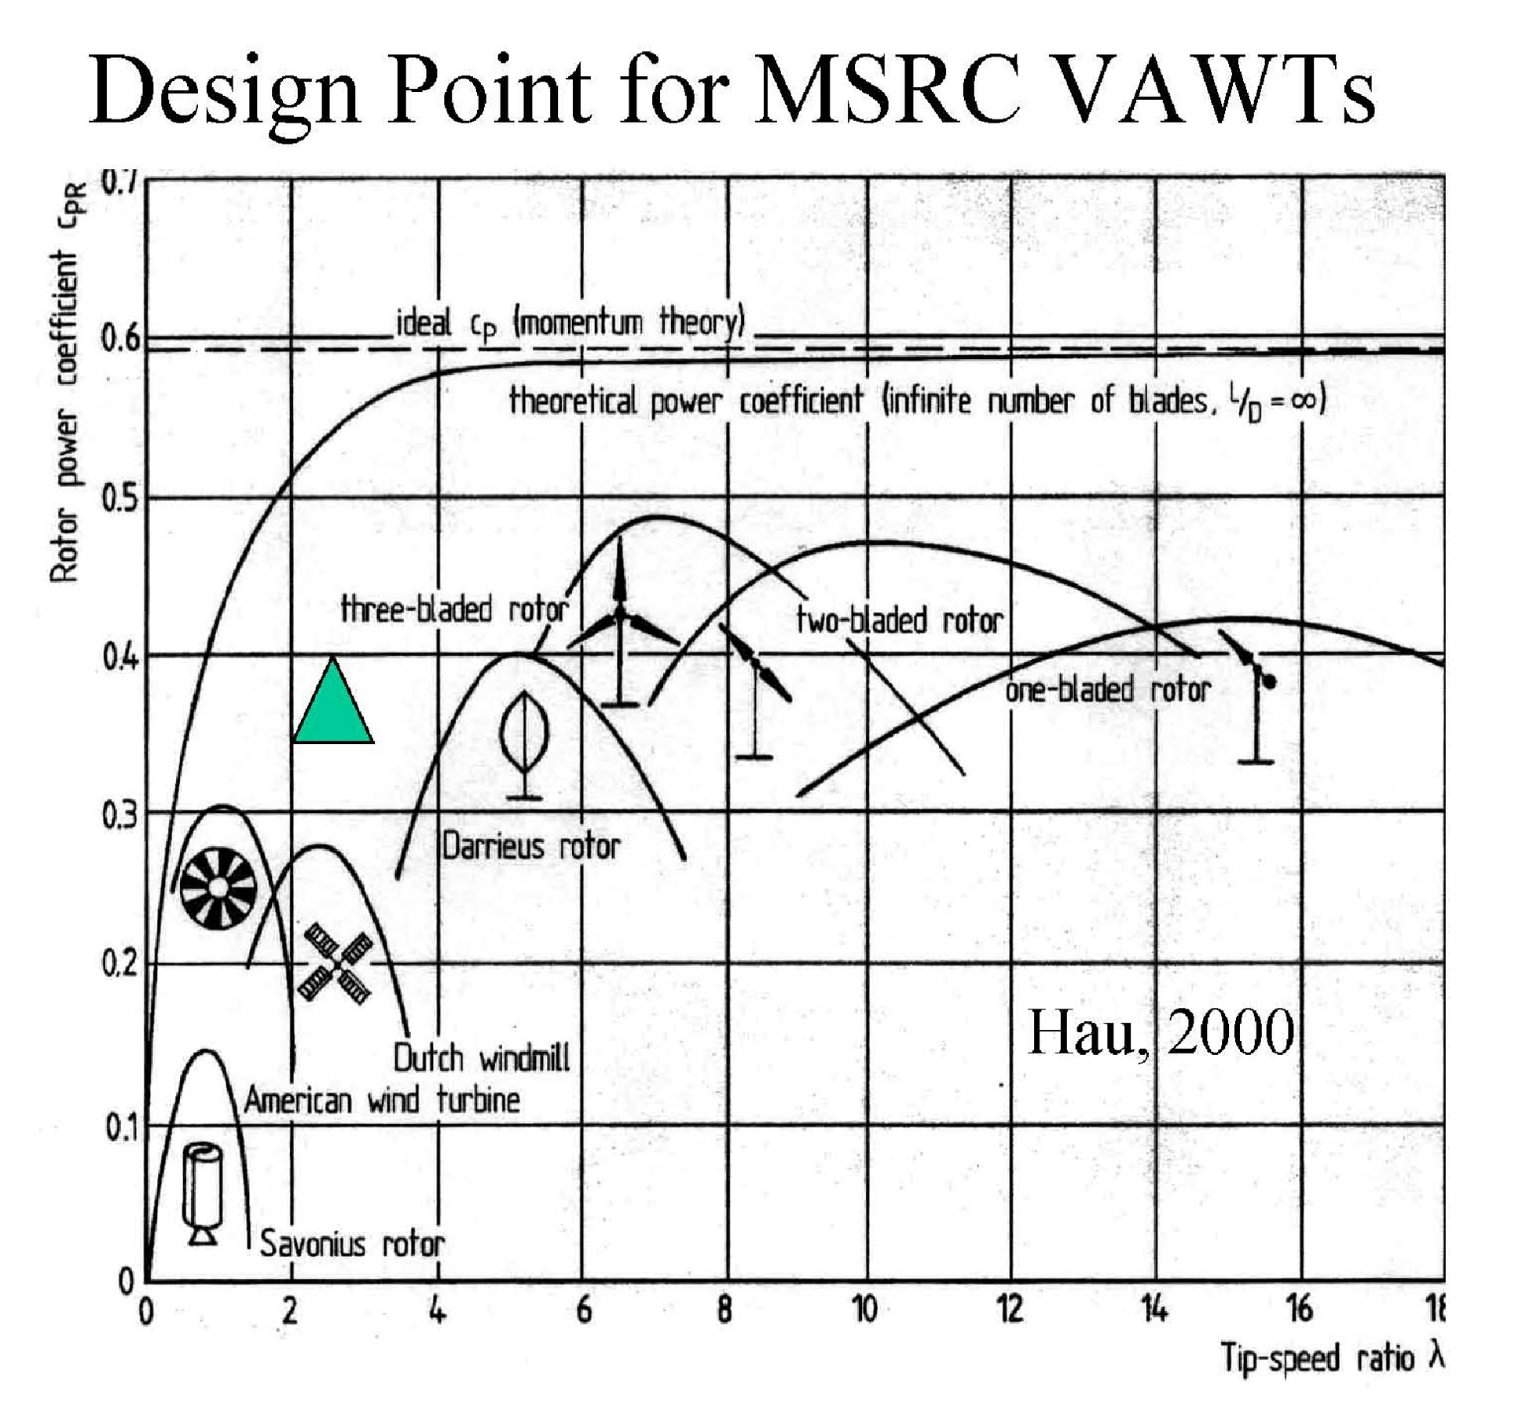 Design Point for MSRC VAWTs
Rotor power coefficient cPR
0.7
0.6
0.5
0.4
0.3
0.2
0.1
0
ideal cP (momentum theory)
theoretical power coefficient (infinite number of blades, L/D = ∞)
three-bladed rotor
two-bladed rotor
one-bladed rotor
Darrieus rotor
Hau, 2000
Dutch windmill
American wind turbine
Savonius rotor
0 2 4 6 8 10 12 14 16 18
Tip-speed ratio λ